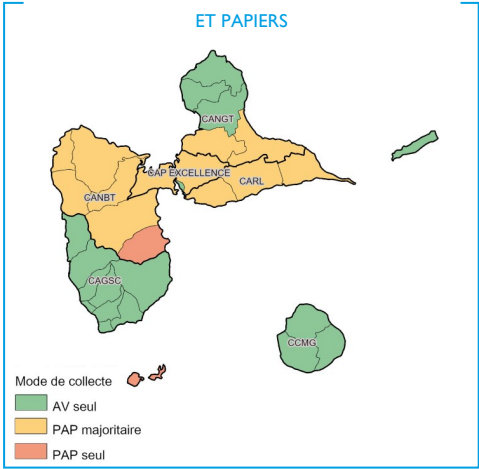 ET PAPIERS
CANGT
CAP EXCELLENCE
CARL
CANBT
CAGSC
CCMG
Mode de collecte
AV seul
PAP majoritaire
PAP seul